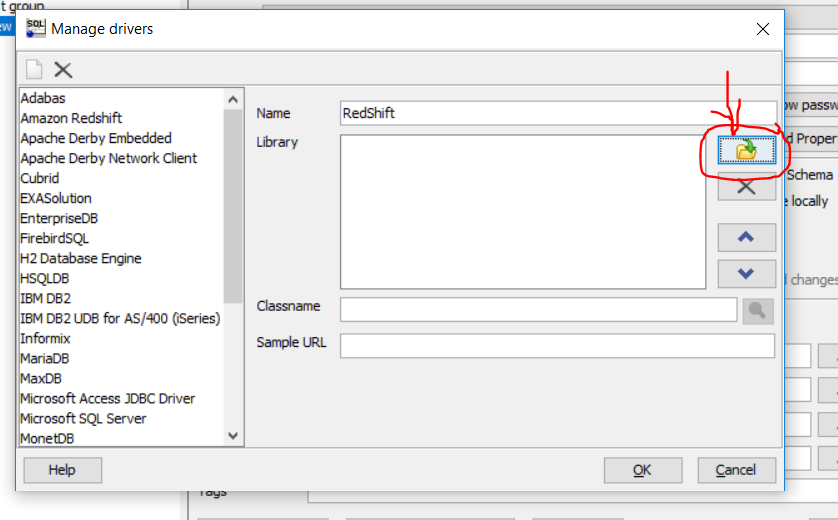 t group
ew
SQL
Manage drivers
Adabas
Amazon Redshift
Apache Derby Embedded
Apache Derby Network Client
Cubrid
EXASolution
EnterpriseDB
FirebirdSQL
H2 Database Engine
HSQLDB
IBM DB2
IBM DB2 UDB for AS/400 (iSeries)
Informix
MariaDB
MaxDB
Microsoft Access JDBC Driver
Microsoft SQL Server
MonetDB
Name
RedShift
Library
Classname
Sample URL
Help
OK
Cancel
ow passw
d Proper
Schema
e locally
d changes
Tags